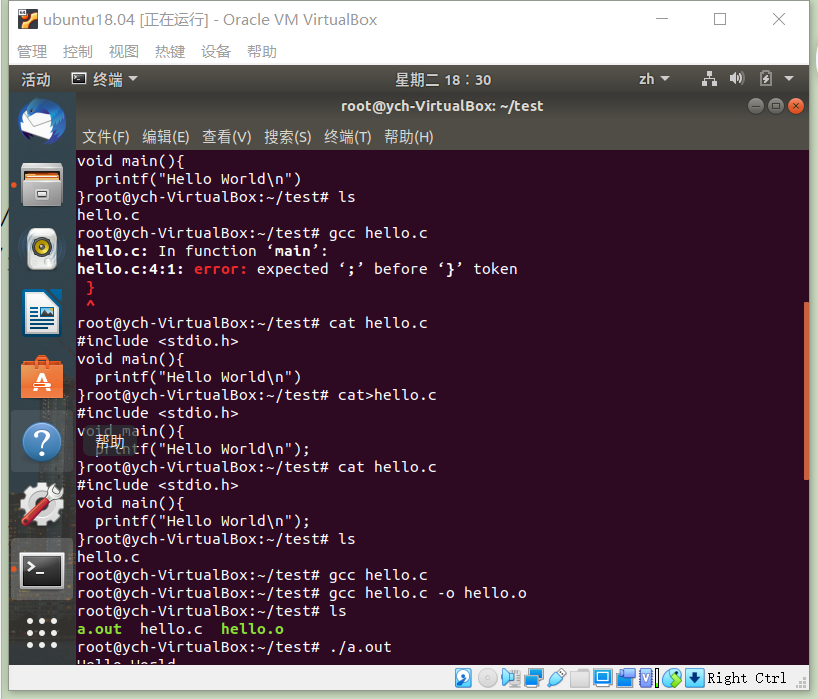 ubuntu18.04 [正在运行] - Oracle VM VirtualBox
管理 控制 视图 热键 设备 帮助
活动 终端 星期二 18：30 zh
root@ych-VirtualBox: ~/test
文件(F) 编辑(E) 查看(V) 搜索(S) 终端(T) 帮助(H)
void main(){
  printf("Hello World\n")
}root@ych-VirtualBox:~/test# ls
hello.c
root@ych-VirtualBox:~/test# gcc hello.c
hello.c: In function ‘main’:
hello.c:4:1: error: expected ‘;’ before ‘}’ token
 }
 ^
root@ych-VirtualBox:~/test# cat hello.c
#include <stdio.h>
void main(){
  printf("Hello World\n")
}root@ych-VirtualBox:~/test# cat>hello.c
#include <stdio.h>
void main(){
帮助
  printf("Hello World\n");
}root@ych-VirtualBox:~/test# cat hello.c
#include <stdio.h>
void main(){
  printf("Hello World\n");
}root@ych-VirtualBox:~/test# ls
hello.c
root@ych-VirtualBox:~/test# gcc hello.c
root@ych-VirtualBox:~/test# gcc hello.c -o hello.o
root@ych-VirtualBox:~/test# ls
a.out  hello.c  hello.o
root@ych-VirtualBox:~/test# ./a.out
Hello World
Right Ctrl